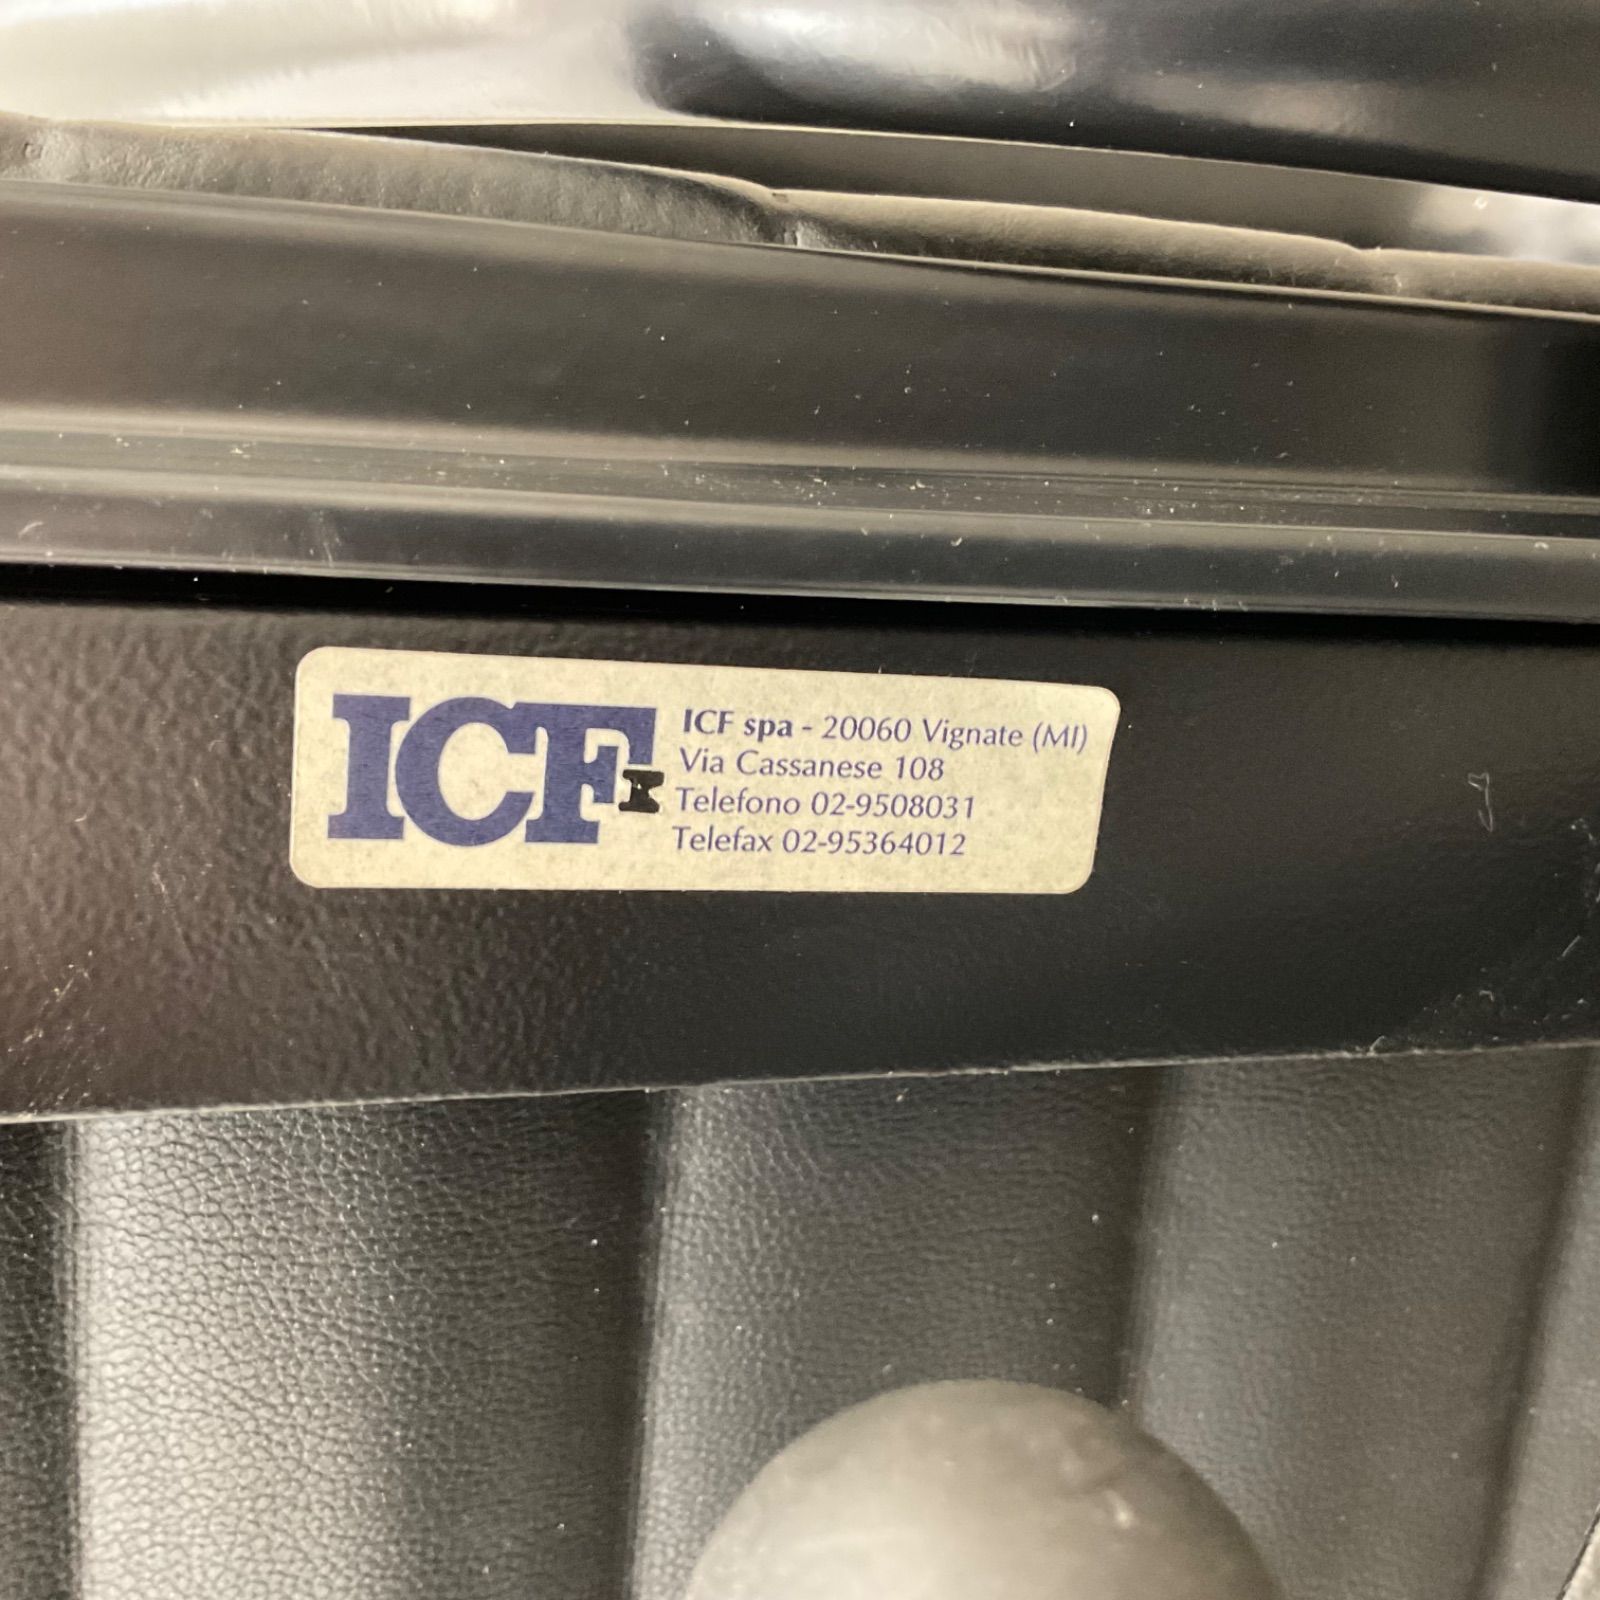 ICF
ICF spa - 20060 Vignate (MI)
Via Cassanese 108
Telefono 02-9508031
Telefax 02-95364012